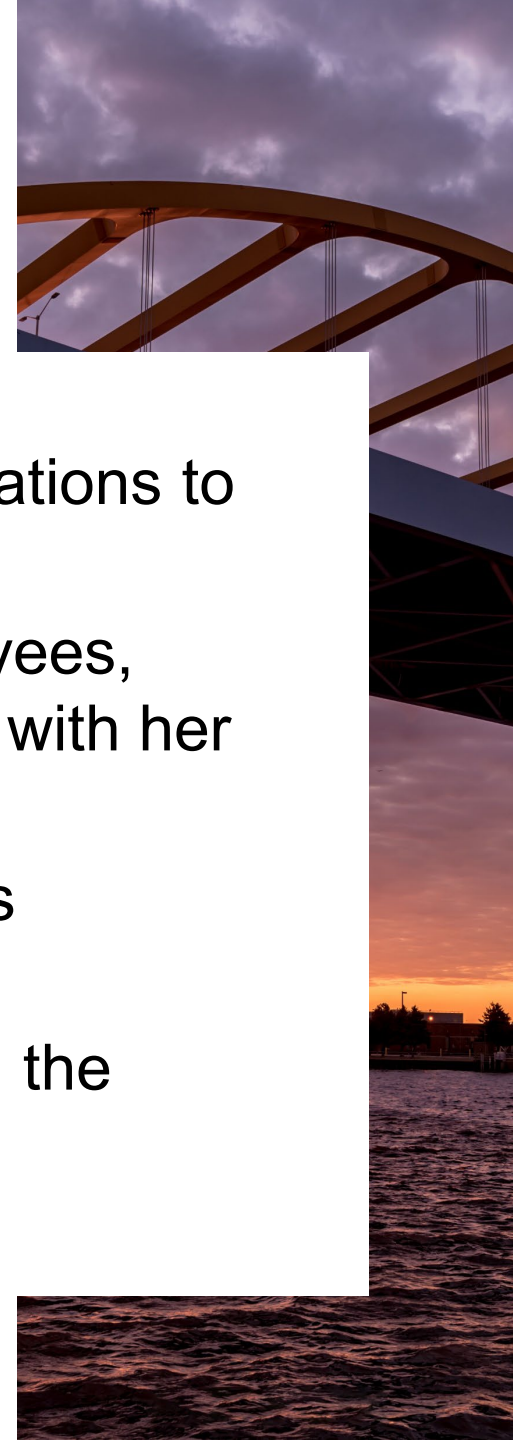 ations to
yees,
with her
s
the